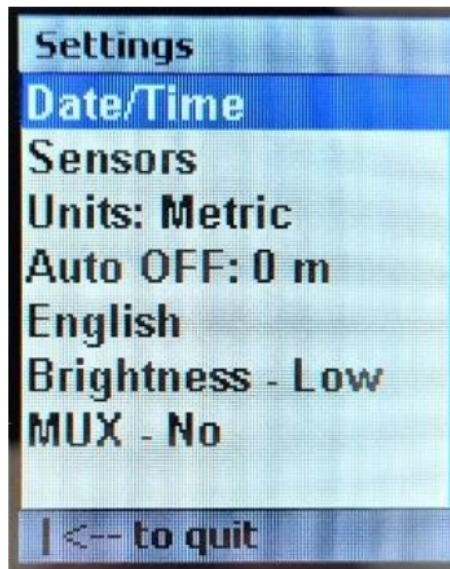 Settings
Date/Time
Sensors
Units: Metric
Auto OFF: 0 m
English
Brightness - Low
MUX - No
|<-- to quit